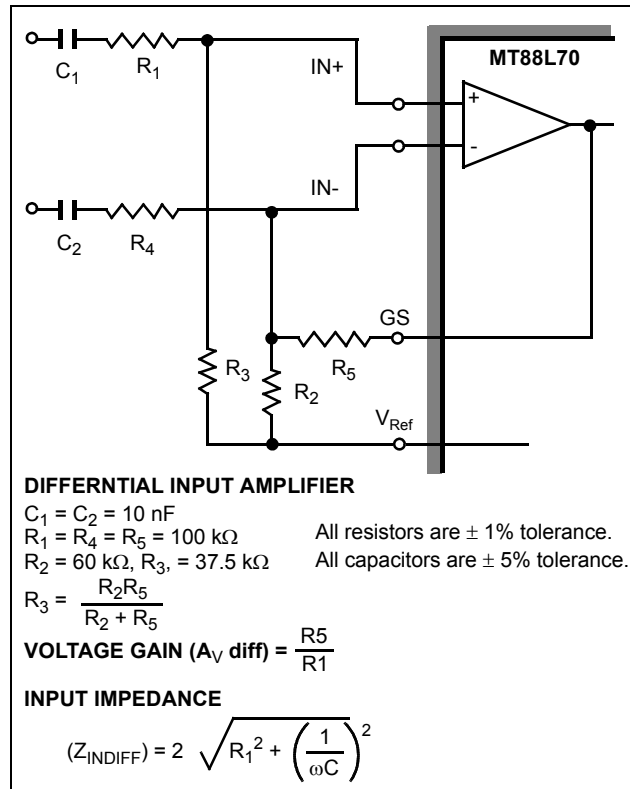 MT88L70
C1
R1
IN+
+
-
IN-
C2
R4
GS
R5
R3
R2
VRef
DIFFERNTIAL INPUT AMPLIFIER
C1 = C2 = 10 nF
R1 = R4 = R5 = 100 kΩ
All resistors are ± 1% tolerance.
R2 = 60 kΩ, R3, = 37.5 kΩ
All capacitors are ± 5% tolerance.
R3 = R2R5 / R2 + R5
VOLTAGE GAIN (AV diff) = R5 / R1
INPUT IMPEDANCE
(ZINDIFF) = 2 √ R1² + (1 / ωC)²